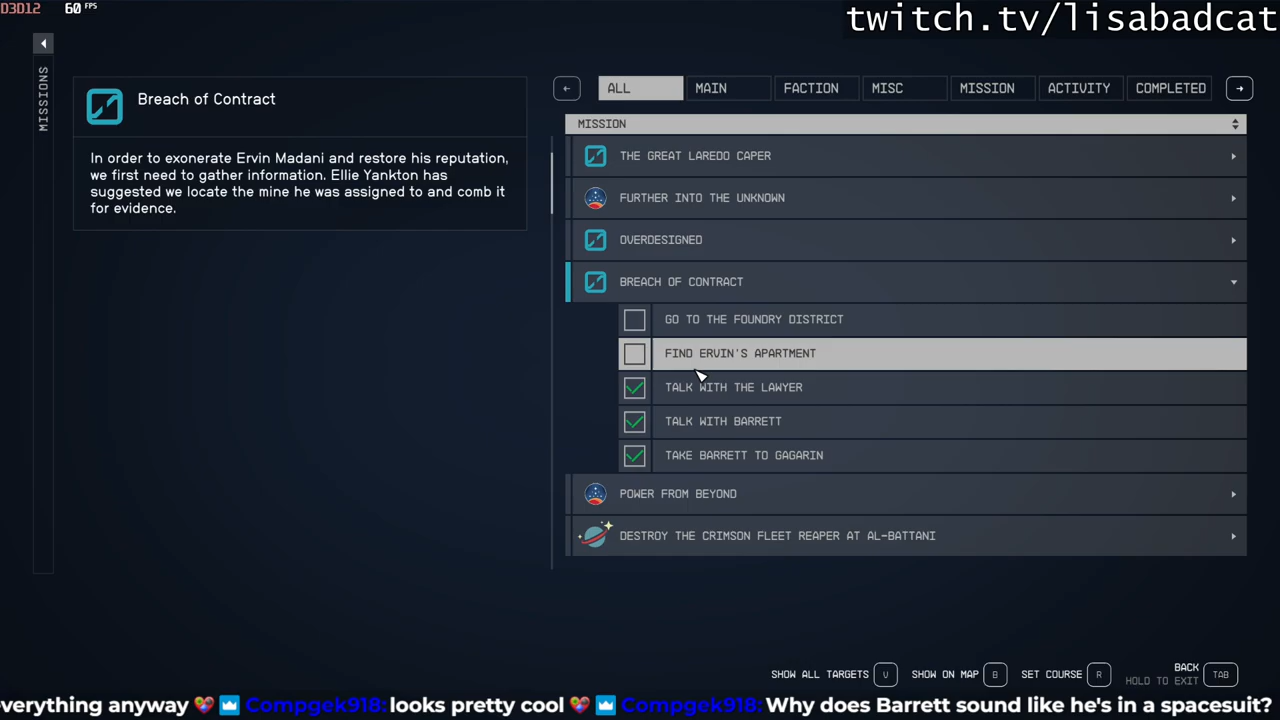 D3D12 60 FPS
twitch.tv/lisabadcat
MISSIONS
Breach of Contract
In order to exonerate Ervin Madani and restore his reputation,
we first need to gather information. Ellie Yankton has
suggested we locate the mine he was assigned to and comb it
for evidence.
ALL MAIN FACTION MISC MISSION ACTIVITY COMPLETED
MISSION
THE GREAT LAREDO CAPER
FURTHER INTO THE UNKNOWN
OVERDESIGNED
BREACH OF CONTRACT
GO TO THE FOUNDRY DISTRICT
FIND ERVIN'S APARTMENT
TALK WITH THE LAWYER
TALK WITH BARRETT
TAKE BARRETT TO GAGARIN
POWER FROM BEYOND
DESTROY THE CRIMSON FLEET REAPER AT AL-BATTANI
SHOW ALL TARGETS V SHOW ON MAP B SET COURSE R BACK HOLD TO EXIT TAB
everything anyway Compgek918: looks pretty cool Compgek918: Why does Barrett sound like he's in a spacesuit?